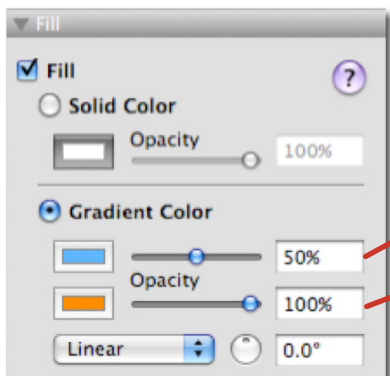 Fill
Fill
?
Solid Color
Opacity
100%
Gradient Color
50%
Opacity
100%
Linear
0.0°